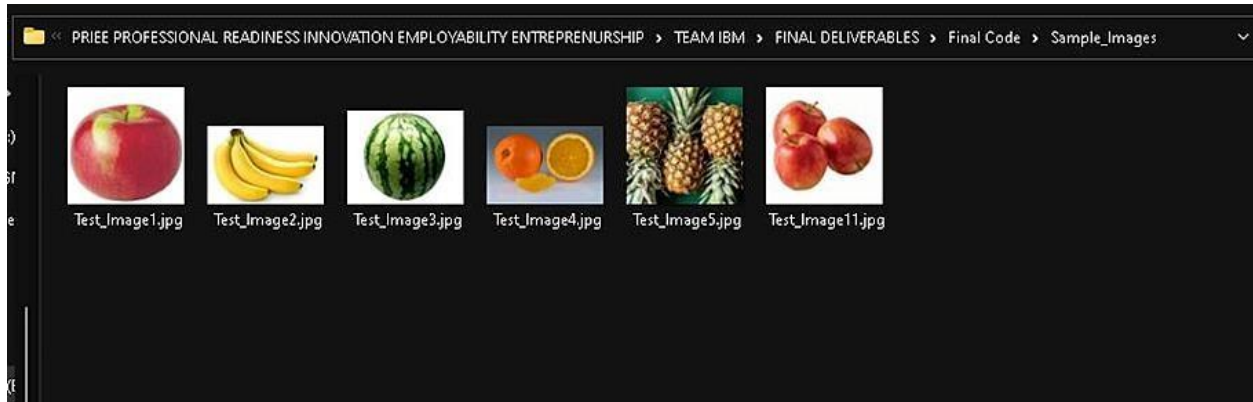 « PRIEE PROFESSIONAL READINESS INNOVATION EMPLOYABILITY ENTREPRENURSHIP › TEAM IBM › FINAL DELIVERABLES › Final Code › Sample_Images
Test_Image1.jpg Test_Image2.jpg Test_Image3.jpg Test_Image4.jpg Test_Image5.jpg Test_Image11.jpg